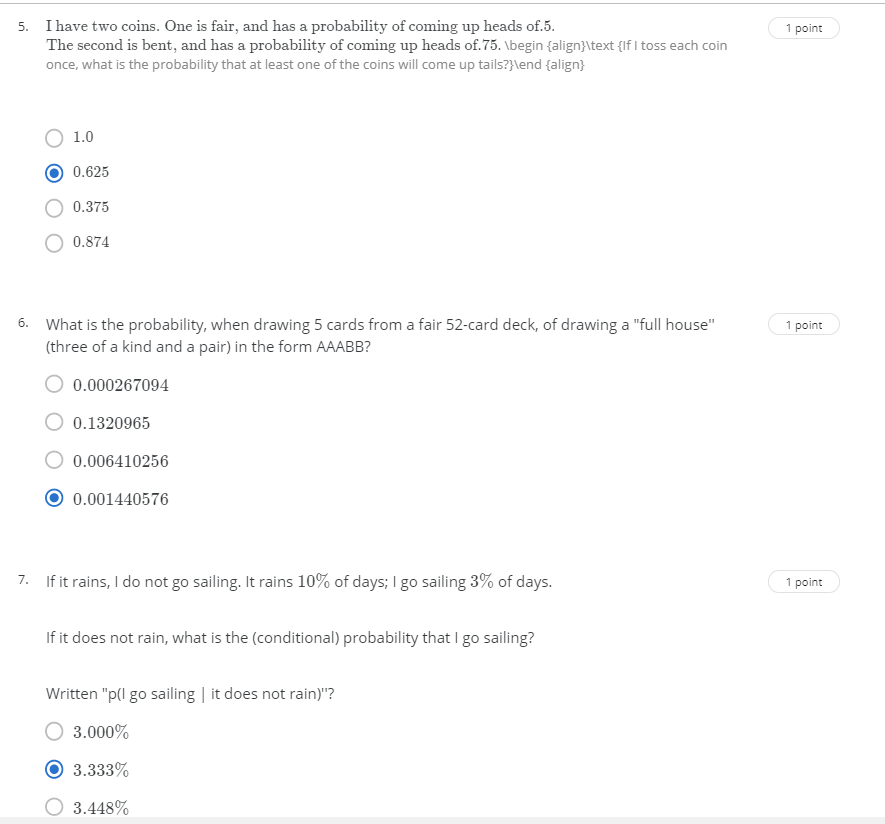 5. I have two coins. One is fair, and has a probability of coming up heads of.5. 1 point
The second is bent, and has a probability of coming up heads of.75. \begin {align}\text {If I toss each coin
once, what is the probability that at least one of the coins will come up tails?}\end {align}
1.0
0.625
0.375
0.874
6. What is the probability, when drawing 5 cards from a fair 52-card deck, of drawing a "full house" 1 point
(three of a kind and a pair) in the form AAABB?
0.000267094
0.1320965
0.006410256
0.001440576
7. If it rains, I do not go sailing. It rains 10% of days; I go sailing 3% of days. 1 point
If it does not rain, what is the (conditional) probability that I go sailing?
Written "p(I go sailing | it does not rain)"?
3.000%
3.333%
3.448%